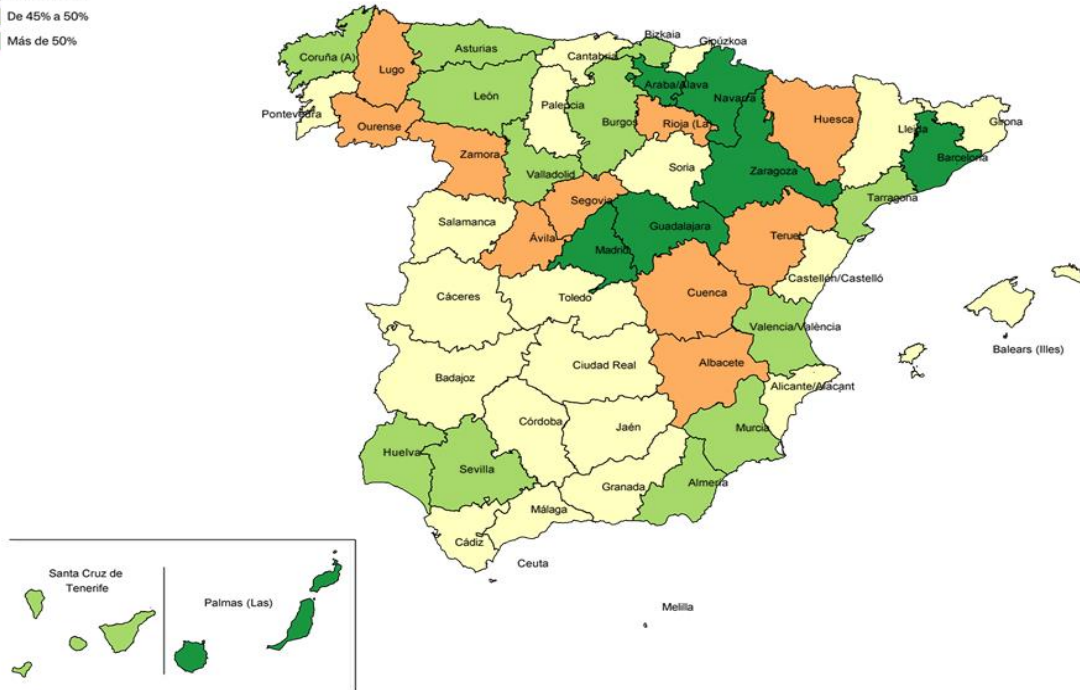 De 45% a 50%
Más de 50%
Bizkaia
Gipúzkoa
Coruña (A)
Asturias
Cantabria
Lugo
Araba/Álava
León
Navarra
Palencia
Pontevedra
Ourense
Burgos
Rioja (La)
Huesca
Lleida
Girona
Zamora
Barcelona
Valladolid
Soria
Zaragoza
Segovia
Tarragona
Salamanca
Guadalajara
Ávila
Madrid
Teruel
Castellón/Castelló
Cáceres
Toledo
Cuenca
Valencia/València
Balears (Illes)
Badajoz
Ciudad Real
Albacete
Alicante/Alacant
Córdoba
Jaén
Murcia
Huelva
Sevilla
Granada
Almería
Málaga
Cádiz
Ceuta
Santa Cruz de
Tenerife
Palmas (Las)
Melilla